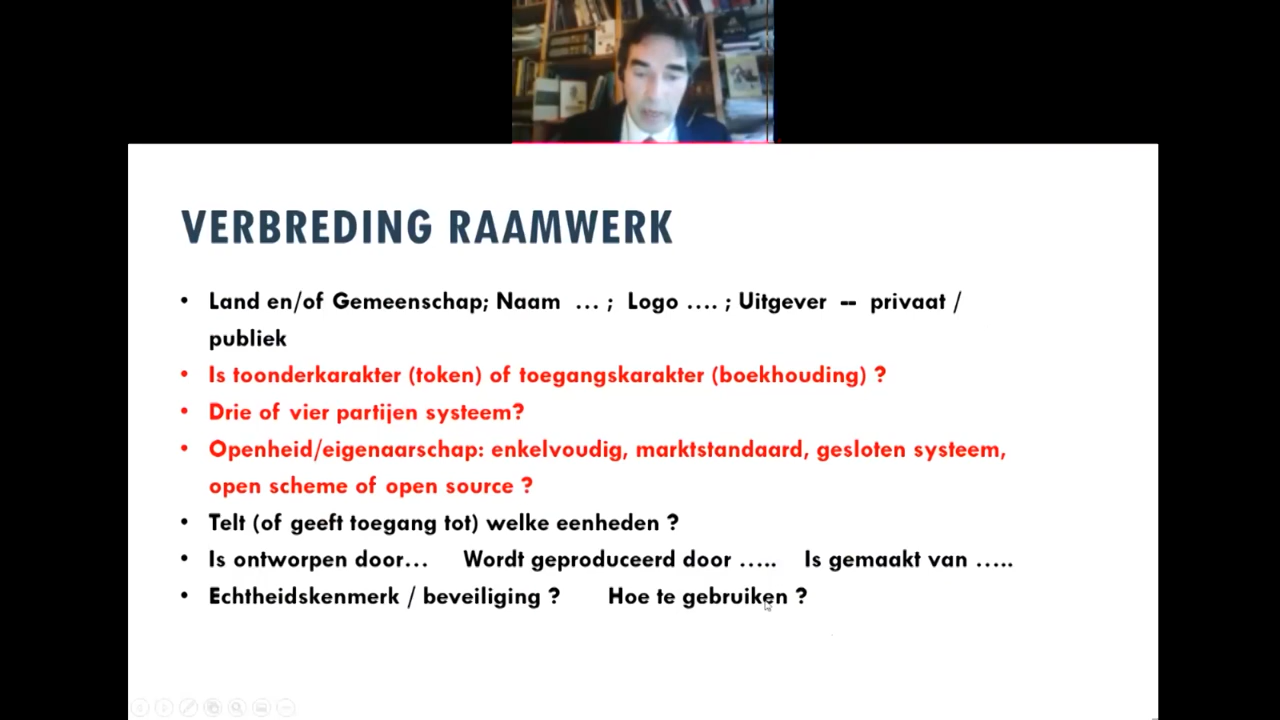 VERBREDING RAAMWERK
• Land en/of Gemeenschap; Naam ... ; Logo .... ; Uitgever -- privaat /
publiek
• Is toonderkarakter (token) of toegangskarakter (boekhouding) ?
• Drie of vier partijen systeem?
• Openheid/eigenaarschap: enkelvoudig, marktstandaard, gesloten systeem,
open scheme of open source ?
• Telt (of geeft toegang tot) welke eenheden ?
• Is ontworpen door... Wordt geproduceerd door ..... Is gemaakt van .....
• Echtheidskenmerk / beveiliging ? Hoe te gebruiken ?